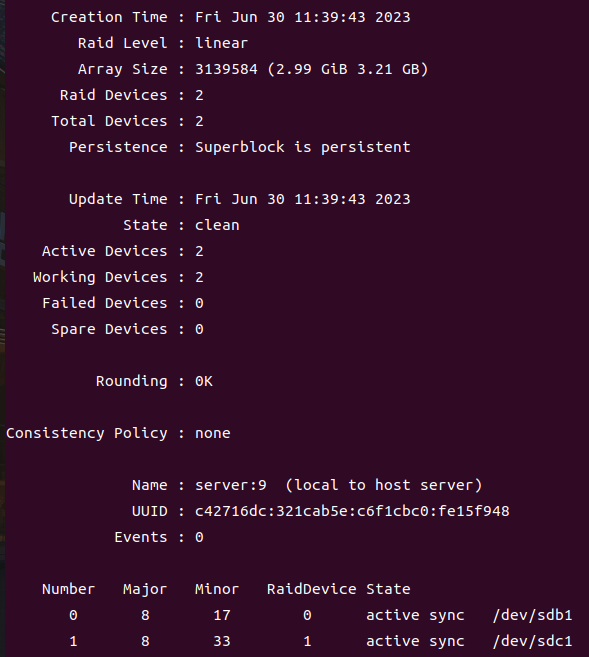 Creation Time : Fri Jun 30 11:39:43 2023
Raid Level : linear
Array Size : 3139584 (2.99 GiB 3.21 GB)
Raid Devices : 2
Total Devices : 2
Persistence : Superblock is persistent
Update Time : Fri Jun 30 11:39:43 2023
State : clean
Active Devices : 2
Working Devices : 2
Failed Devices : 0
Spare Devices : 0
Rounding : 0K
Consistency Policy : none
Name : server:9  (local to host server)
UUID : c42716dc:321cab5e:c6f1cbc0:fe15f948
Events : 0
Number   Major   Minor   RaidDevice State
0       8       17        0      active sync   /dev/sdb1
1       8       33        1      active sync   /dev/sdc1